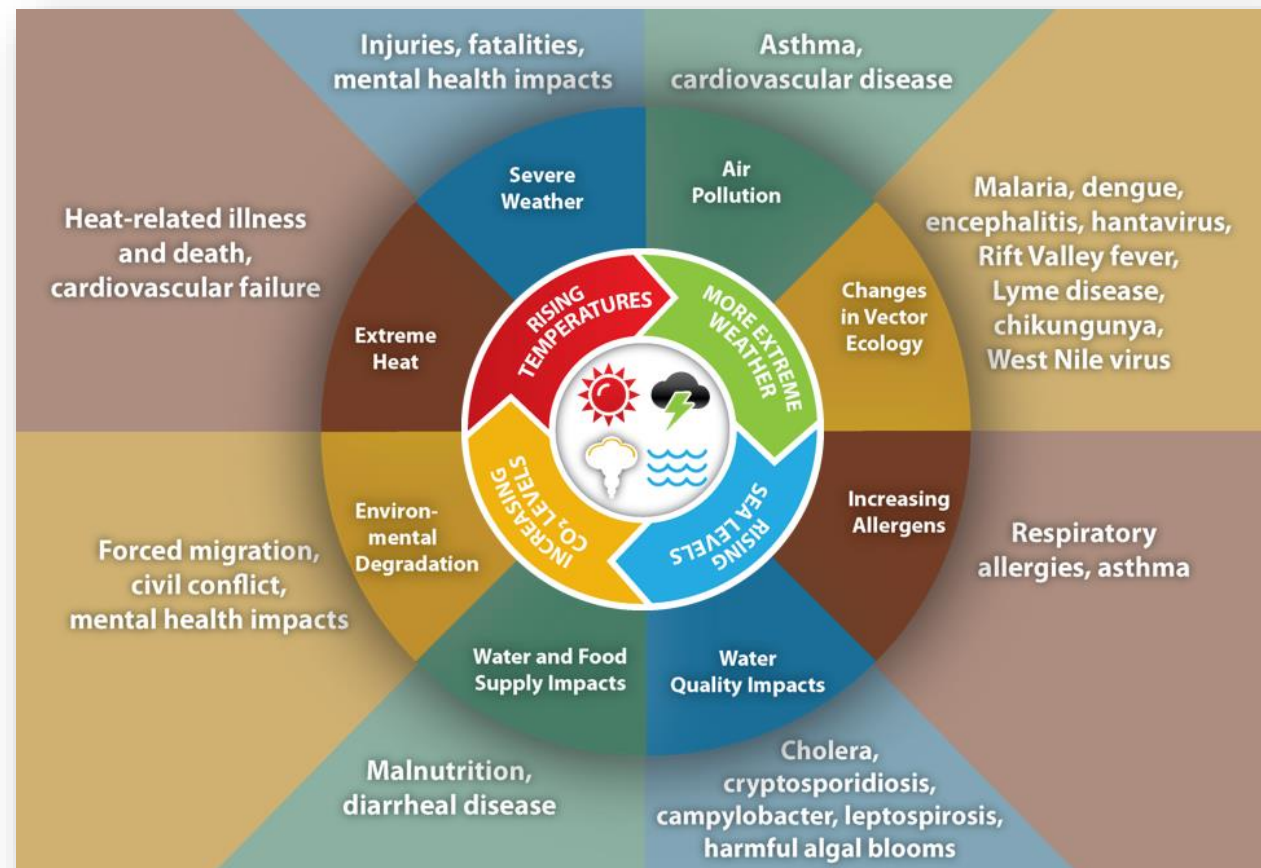 Injuries, fatalities,
mental health impacts
Asthma,
cardiovascular disease
Severe
Weather
Air
Pollution
Heat-related illness
and death,
cardiovascular failure
Malaria, dengue,
encephalitis, hantavirus,
Rift Valley fever,
Lyme disease,
chikungunya,
West Nile virus
Extreme
Heat
Changes
in Vector
Ecology
RISING
TEMPERATURES
MORE EXTREME
WEATHER
INCREASING
CO₂ LEVELS
RISING
SEA LEVELS
Environ-
mental
Degradation
Increasing
Allergens
Forced migration,
civil conflict,
mental health impacts
Respiratory
allergies, asthma
Water and Food
Supply Impacts
Water
Quality Impacts
Malnutrition,
diarrheal disease
Cholera,
cryptosporidiosis,
campylobacter, leptospirosis,
harmful algal blooms